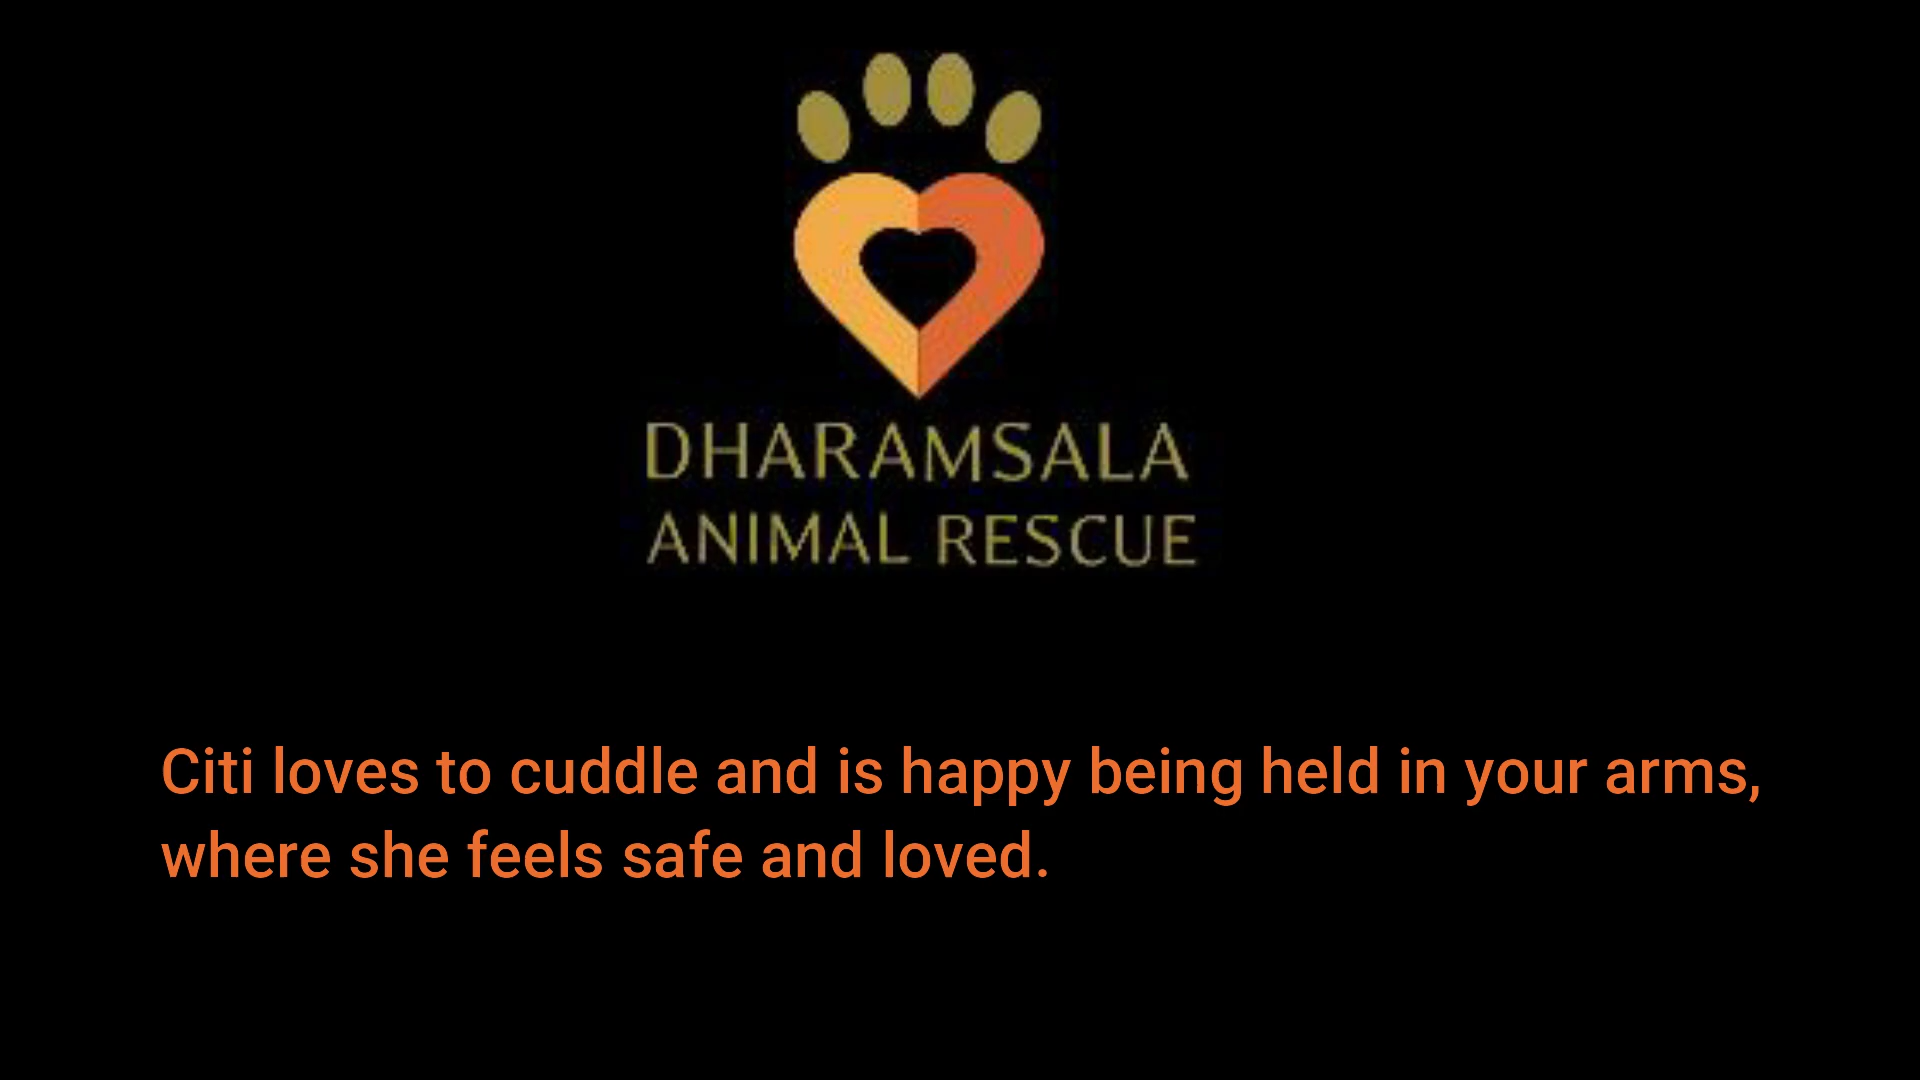 DHARAMSALA
ANIMAL RESCUE
Citi loves to cuddle and is happy being held in your arms,
where she feels safe and loved.